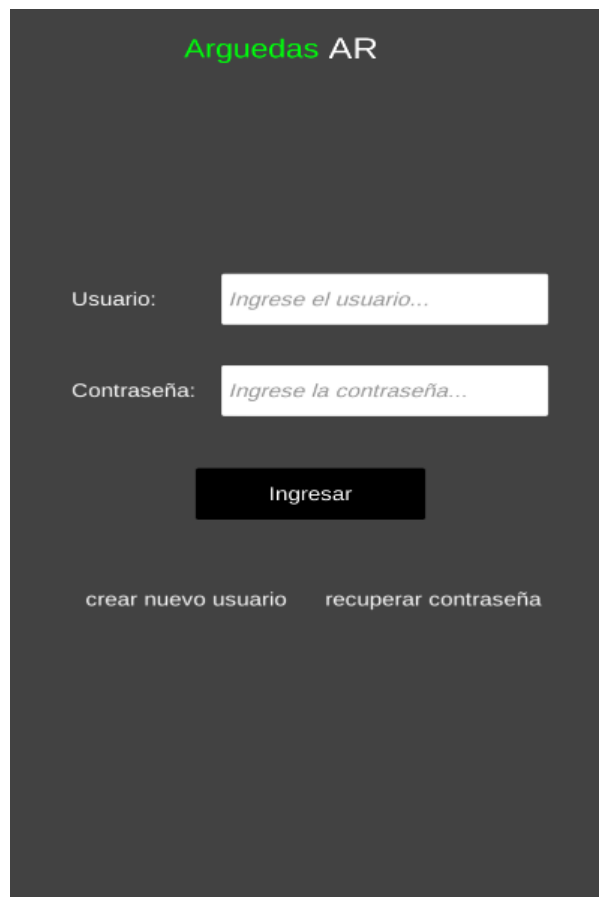 Arguedas AR
Usuario: Ingrese el usuario...
Contraseña: Ingrese la contraseña...
Ingresar
crear nuevo usuario recuperar contraseña